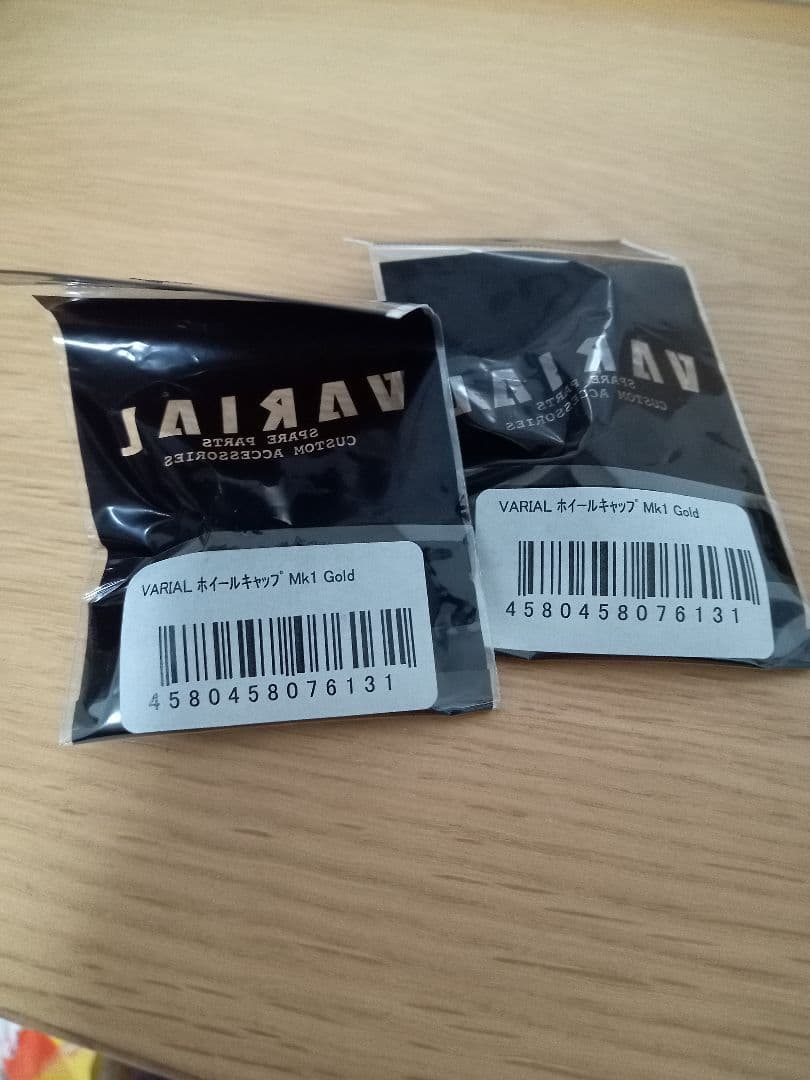 VARIAL
SPARE PARTS
CUSTOM ACCESSORIES
VARIAL ホイールキャップ Mk1 Gold
4580458076131
VARIAL
SPARE PARTS
CUSTOM ACCESSORIES
VARIAL ホイールキャップ Mk1 Gold
4580458076131